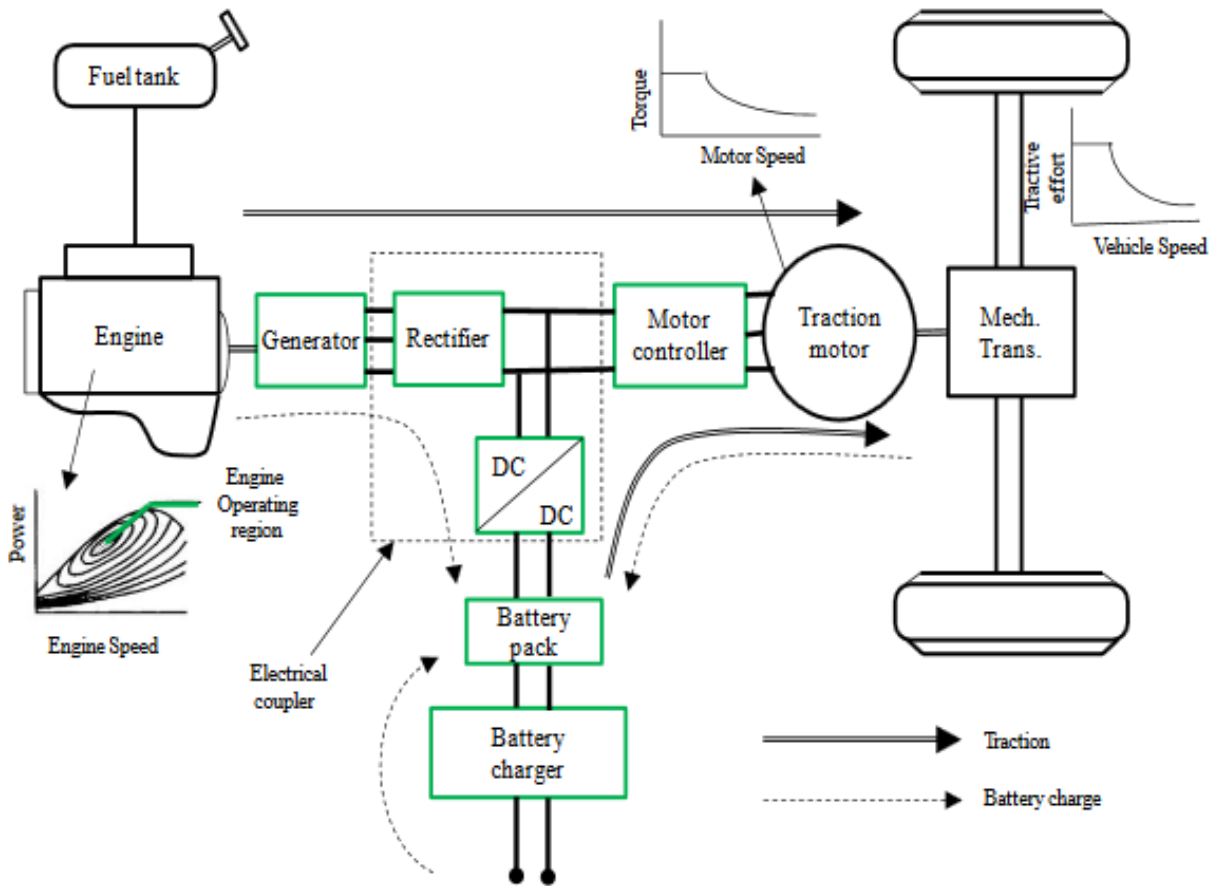 Fuel tank
Torque
Motor Speed
Tractive
effort
Vehicle Speed
Engine
Generator
Rectifier
Motor
controller
Traction
motor
Mech.
Trans.
DC
DC
Engine
Operating
region
Power
Engine Speed
Electrical
coupler
Battery
pack
Battery
charger
Traction
Battery charge